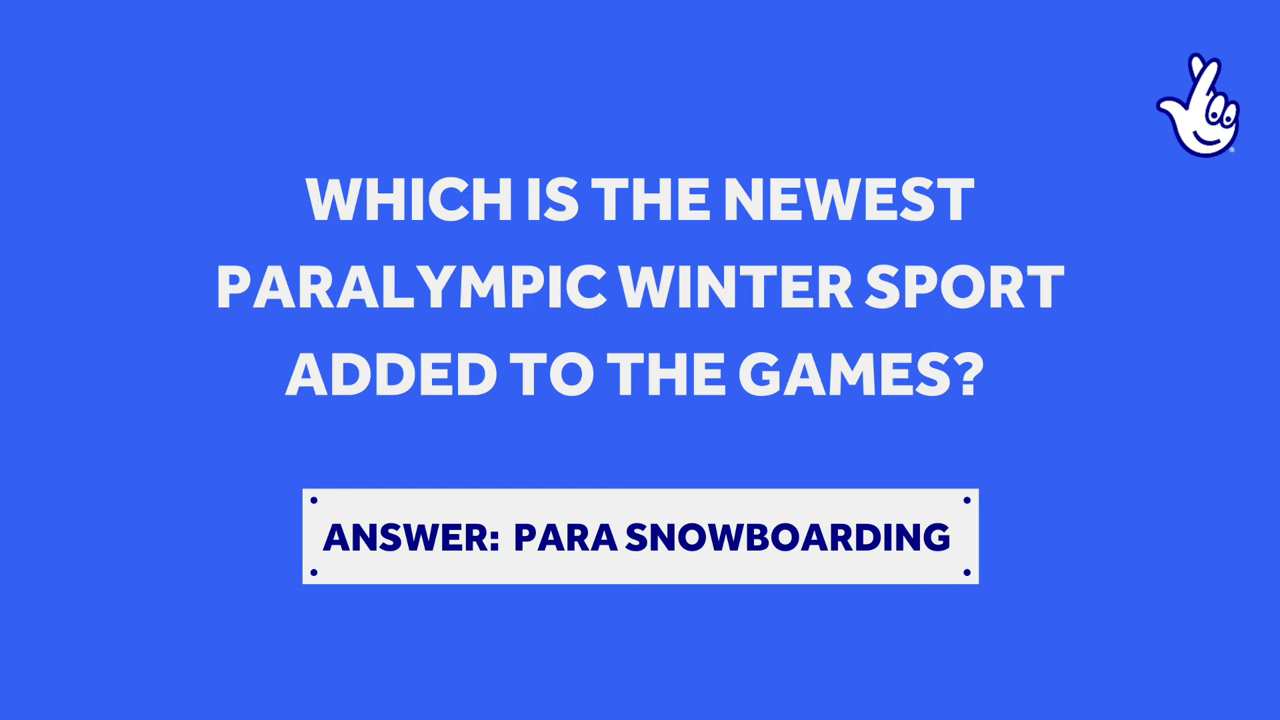 WHICH IS THE NEWEST
PARALYMPIC WINTER SPORT
ADDED TO THE GAMES?
ANSWER: PARA SNOWBOARDING